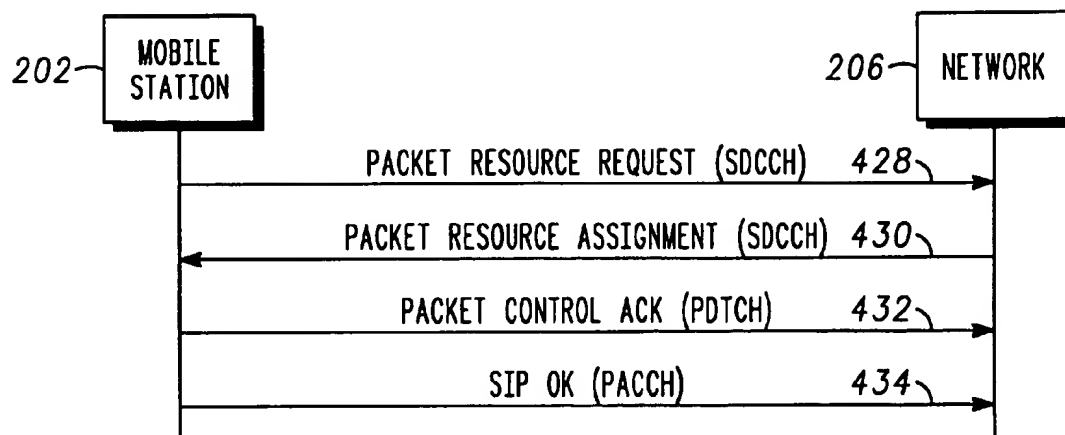 202
MOBILE
STATION
206
NETWORK
PACKET RESOURCE REQUEST (SDCCH) 428
PACKET RESOURCE ASSIGNMENT (SDCCH) 430
PACKET CONTROL ACK (PDTCH) 432
SIP OK (PACCH) 434